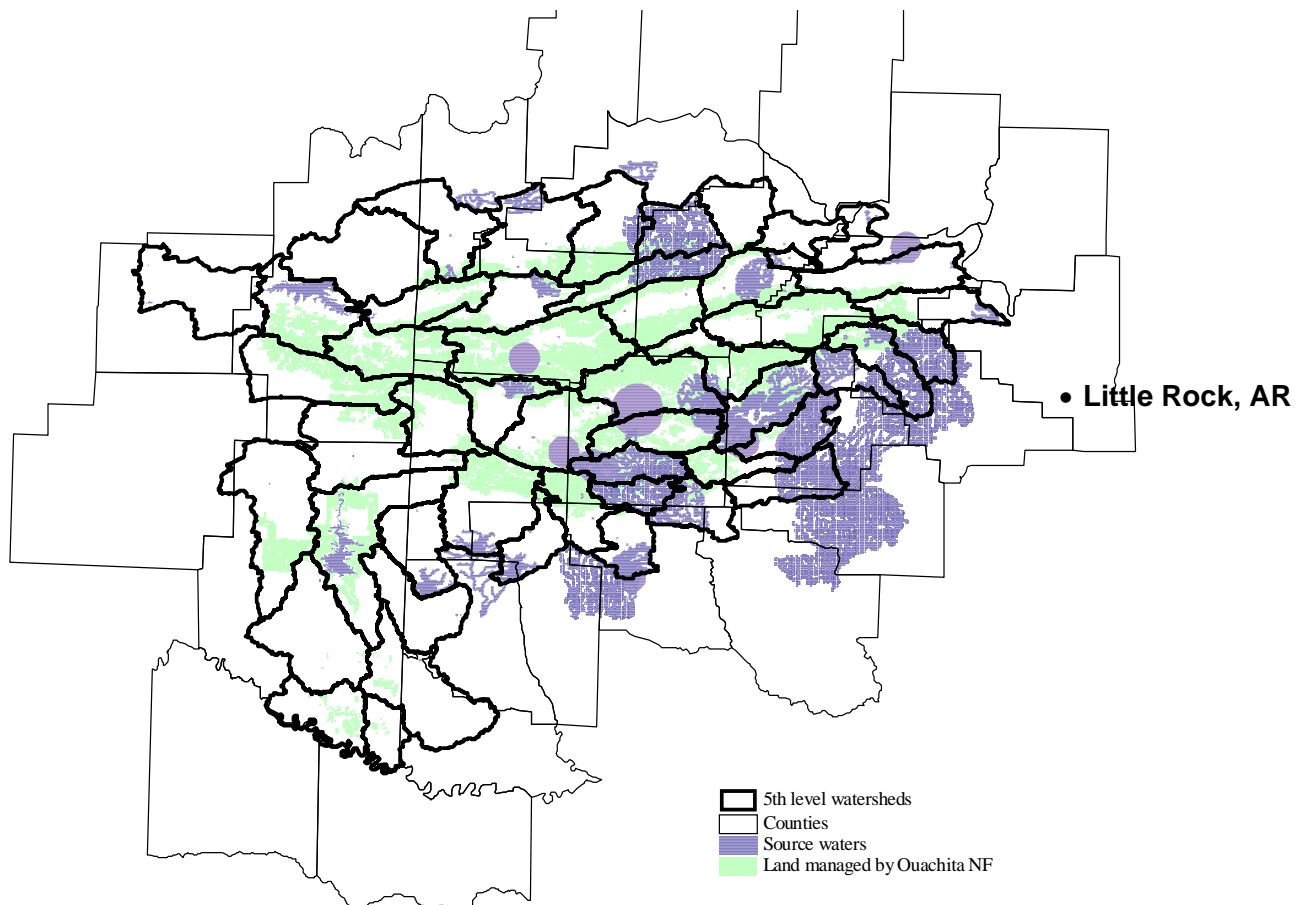 Little Rock, AR
5th level watersheds
Counties
Source waters
Land managed by Ouachita NF